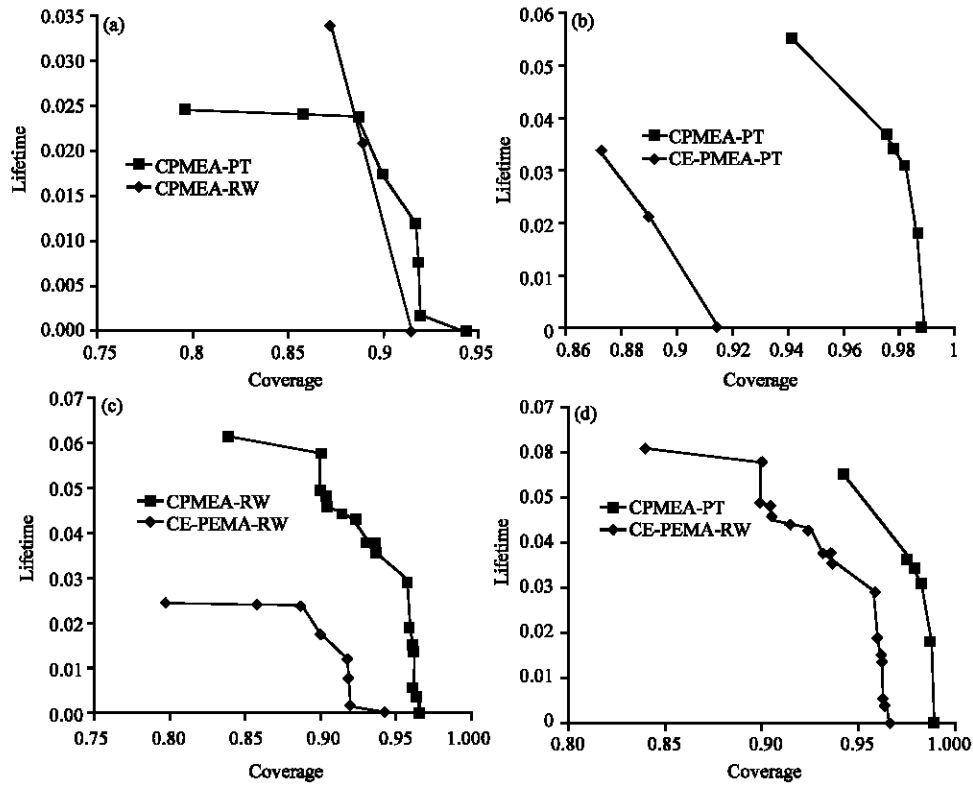 (a)
0.035
0.030
0.025
0.020
0.015
0.010
0.005
0.000
Lifetime
CPMEA-PT
CPMEA-RW
0.75
0.8
0.85
0.9
0.95
Coverage
(b)
0.06
0.05
0.04
0.03
0.02
0.01
0
Lifetime
CPMEA-PT
CE-PMEA-PT
0.86
0.88
0.9
0.92
0.94
0.96
0.98
1
Coverage
(c)
0.07
0.06
0.05
0.04
0.03
0.02
0.01
0.00
Lifetime
CPMEA-RW
CE-PEMA-RW
0.75
0.80
0.85
0.90
0.95
1.000
Coverage
(d)
0.07
0.08
0.05
0.04
0.03
0.02
0.01
0
Lifetime
CPMEA-PT
CE-PEMA-RW
0.80
0.85
0.90
0.95
1.000
Coverage